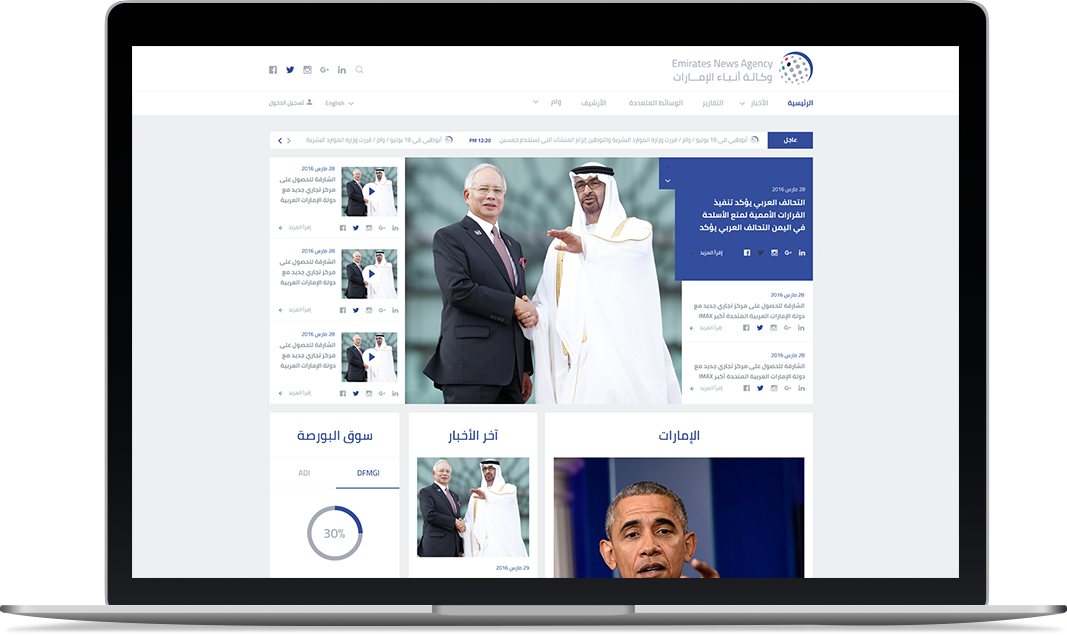 Emirates News Agency
وكـالـة أنـبـاء الإمــارات
الرئيسية
الأخبار
التقارير
الوسائط المتعددة
الأرشيف
وام
English
تسجيل الدخول
عاجل
أبوظبي في 18 يوليو / وام / قررت وزارة الموارد البشرية والتوطين إلزام المنشآت التي تستخدم خمسين
12:20 PM
أبوظبي في 18 يوليو / وام / قررت وزارة الموارد البشرية
28 مارس 2016
التحالف العربي يؤكد تنفيذ
القرارات الأممية لمنع الأسلحة
في اليمن التحالف العربي يؤكد
إقرأ المزيد
28 مارس 2016
الشارقة للحصول على مركز تجاري جديد مع
دولة الإمارات العربية المتحدة أكبر IMAX
إقرأ المزيد
28 مارس 2016
الشارقة للحصول على مركز تجاري جديد مع
دولة الإمارات العربية المتحدة أكبر IMAX
إقرأ المزيد
28 مارس 2016
الشارقة للحصول على
مركز تجاري جديد مع
دولة الإمارات العربية
إقرأ المزيد
28 مارس 2016
الشارقة للحصول على
مركز تجاري جديد مع
دولة الإمارات العربية
إقرأ المزيد
28 مارس 2016
الشارقة للحصول على
مركز تجاري جديد مع
دولة الإمارات العربية
إقرأ المزيد
الإمارات
آخر الأخبار
29 مارس 2016
سوق البورصة
DFMGI
ADI
30%